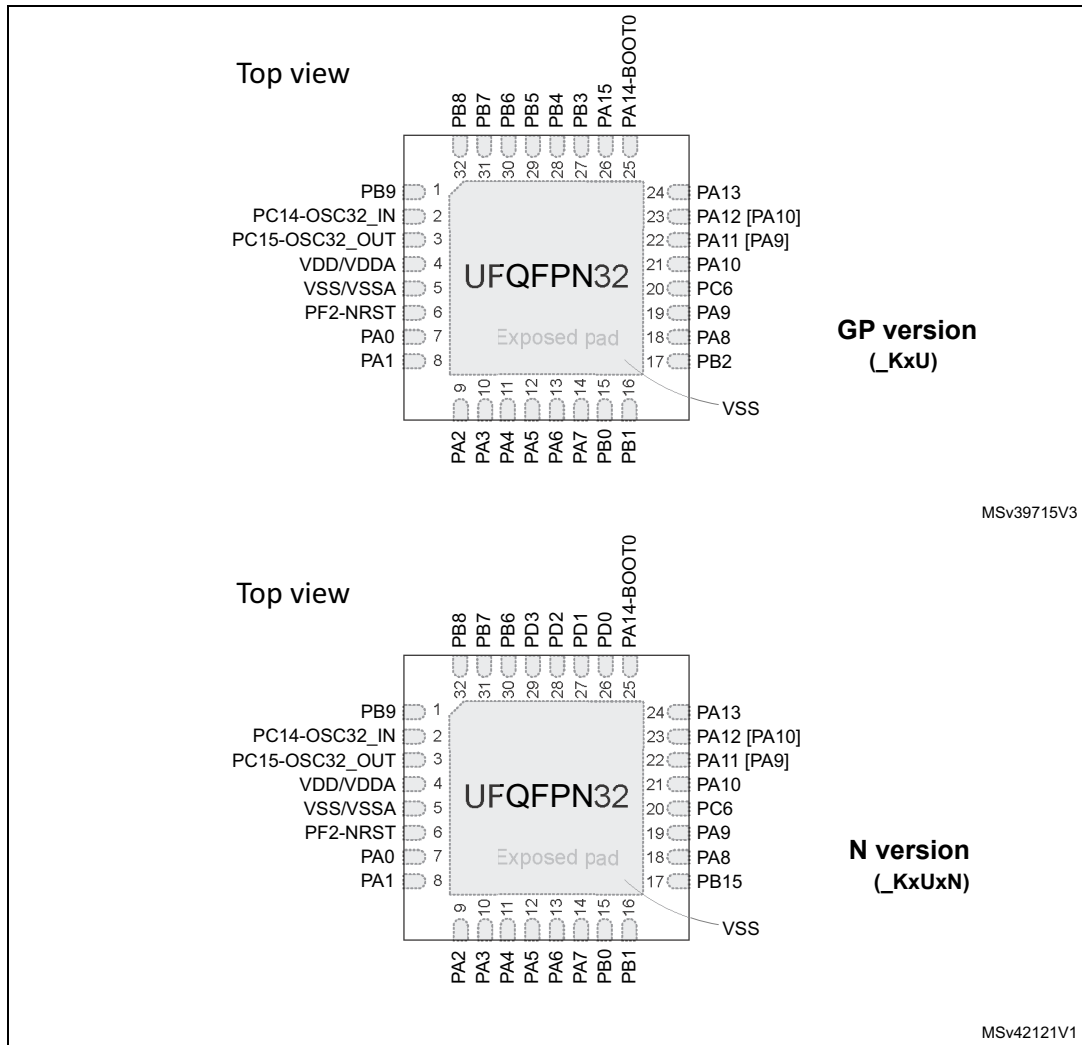 Top view
PB8
PB7
PB6
PB5
PB4
PB3
PA15
PA14-BOOT0
32
31
30
29
28
27
26
25
PB9 1
PC14-OSC32_IN 2
PC15-OSC32_OUT 3
VDD/VDDA 4
VSS/VSSA 5
PF2-NRST 6
PA0 7
PA1 8
UFQFPN32
Exposed pad
24 PA13
23 PA12 [PA10]
22 PA11 [PA9]
21 PA10
20 PC6
19 PA9
18 PA8
17 PB2
VSS
9
10
11
12
13
14
15
16
PA2
PA3
PA4
PA5
PA6
PA7
PB0
PB1
GP version
(_KxU)
MSv39715V3
Top view
PB8
PB7
PB6
PD3
PD2
PD1
PD0
PA14-BOOT0
32
31
30
29
28
27
26
25
PB9 1
PC14-OSC32_IN 2
PC15-OSC32_OUT 3
VDD/VDDA 4
VSS/VSSA 5
PF2-NRST 6
PA0 7
PA1 8
UFQFPN32
Exposed pad
24 PA13
23 PA12 [PA10]
22 PA11 [PA9]
21 PA10
20 PC6
19 PA9
18 PA8
17 PB15
VSS
9
10
11
12
13
14
15
16
PA2
PA3
PA4
PA5
PA6
PA7
PB0
PB1
N version
(_KxUxN)
MSv42121V1